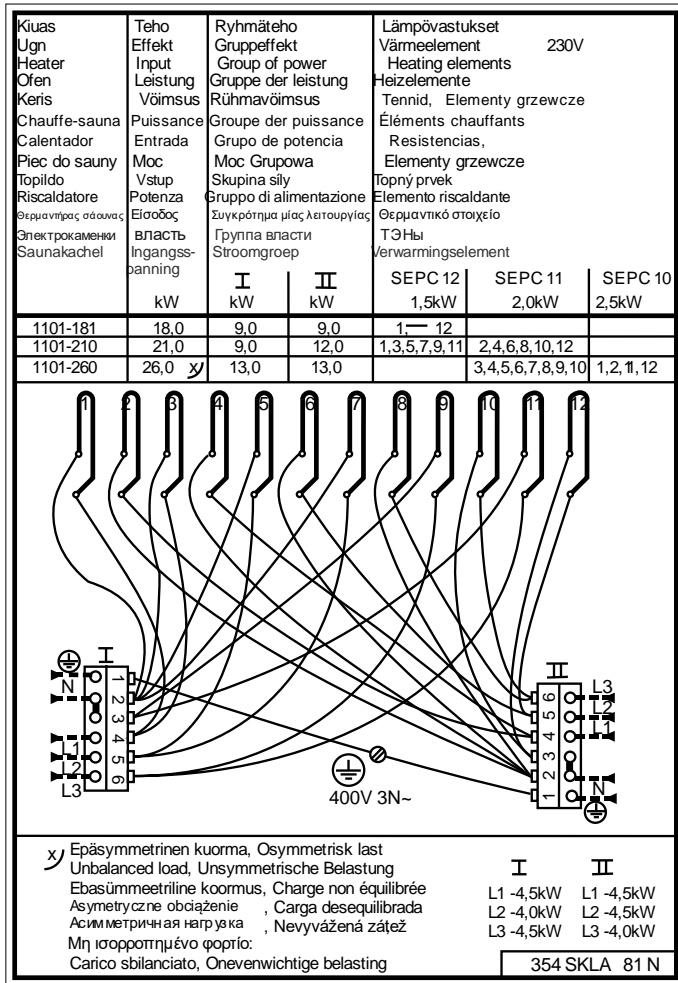 Kiuas Teho Ryhmäteho Lämpövastukset
Ugn Effekt Gruppeffekt Värmeelement 230V
Heater Input Group of power Heating elements
Ofen Leistung Gruppe der leistung Heizelemente
Keris Vöimsus Rühmavöimsus Tennid, Elementy grzewcze
Chauffe-sauna Puissance Groupe der puissance Éléments chauffants
Calentador Entrada Grupo de potencia Resistencias,
Piec do sauny Moc Moc Grupowa Elementy grzewcze
Topildo Vstup Skupina síly Topný prvek
Riscaldatore Potenza Gruppo di alimentazione Elemento riscaldante
Θερμαντήρας σάουνας Είσοδος Συγκρότημα μίας λειτουργίας Θερμαντικό στοιχείο
Электрокаменки власть Группа власти ТЭНы
Saunakachel Ingangss- Stroomgroep Verwarmingselement
panning
I II SEPC 12 SEPC 11 SEPC 10
kW kW kW 1,5kW 2,0kW 2,5kW
1101-181 18,0 9,0 9,0 1,— 12
1101-210 21,0 9,0 12,0 1,3,5,7,9,11 2,4,6,8,10,12
1101-260 26,0 x) 13,0 13,0 3,4,5,6,7,8,9,10 1,2,11,12
1 2 3 4 5 6 7 8 9 10 11 12
I
N
L1
L2
L3
1 2 3 4 5 6
400V 3N~
II
L3
L2
L1
N
6 5 4 3 2 1
x) Epäsymmetrinen kuorma, Osymmetrisk last
Unbalanced load, Unsymmetrische Belastung
Ebasümmeetriline koormus, Charge non équilibrée
Asymetryczne obciążenie , Carga desequilibrada
Асимметричная нагрузка , Nevyvážená zátęž
Μη ισορροπημένο φορτίο:
Carico sbilanciato, Onevenwichtige belasting
I II
L1 -4,5kW L1 -4,5kW
L2 -4,0kW L2 -4,5kW
L3 -4,5kW L3 -4,0kW
354 SKLA 81 N